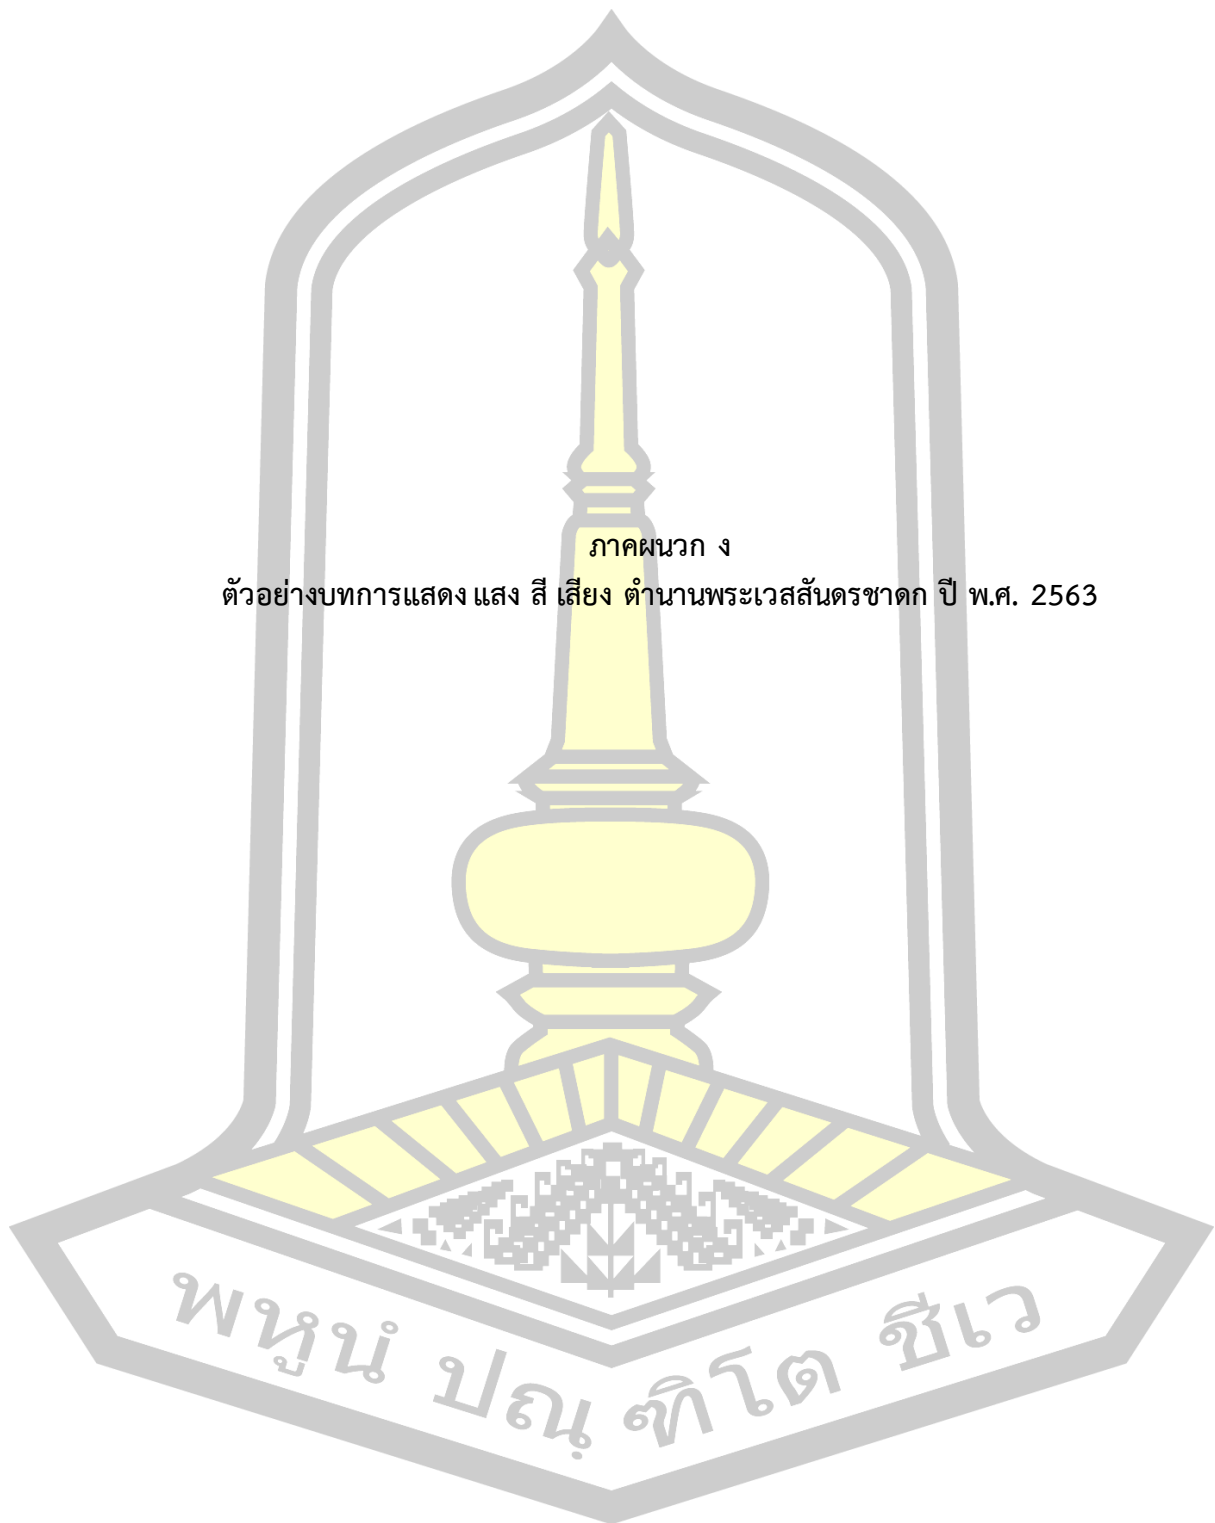 ภาคผนวก ง
ตัวอย่างบทการแสดง แสง สี เสียง ตำนานพระเวสสันดรชาดก ปี พ.ศ. 2563
พหูนํ ปณฺฑิโต ชีเว